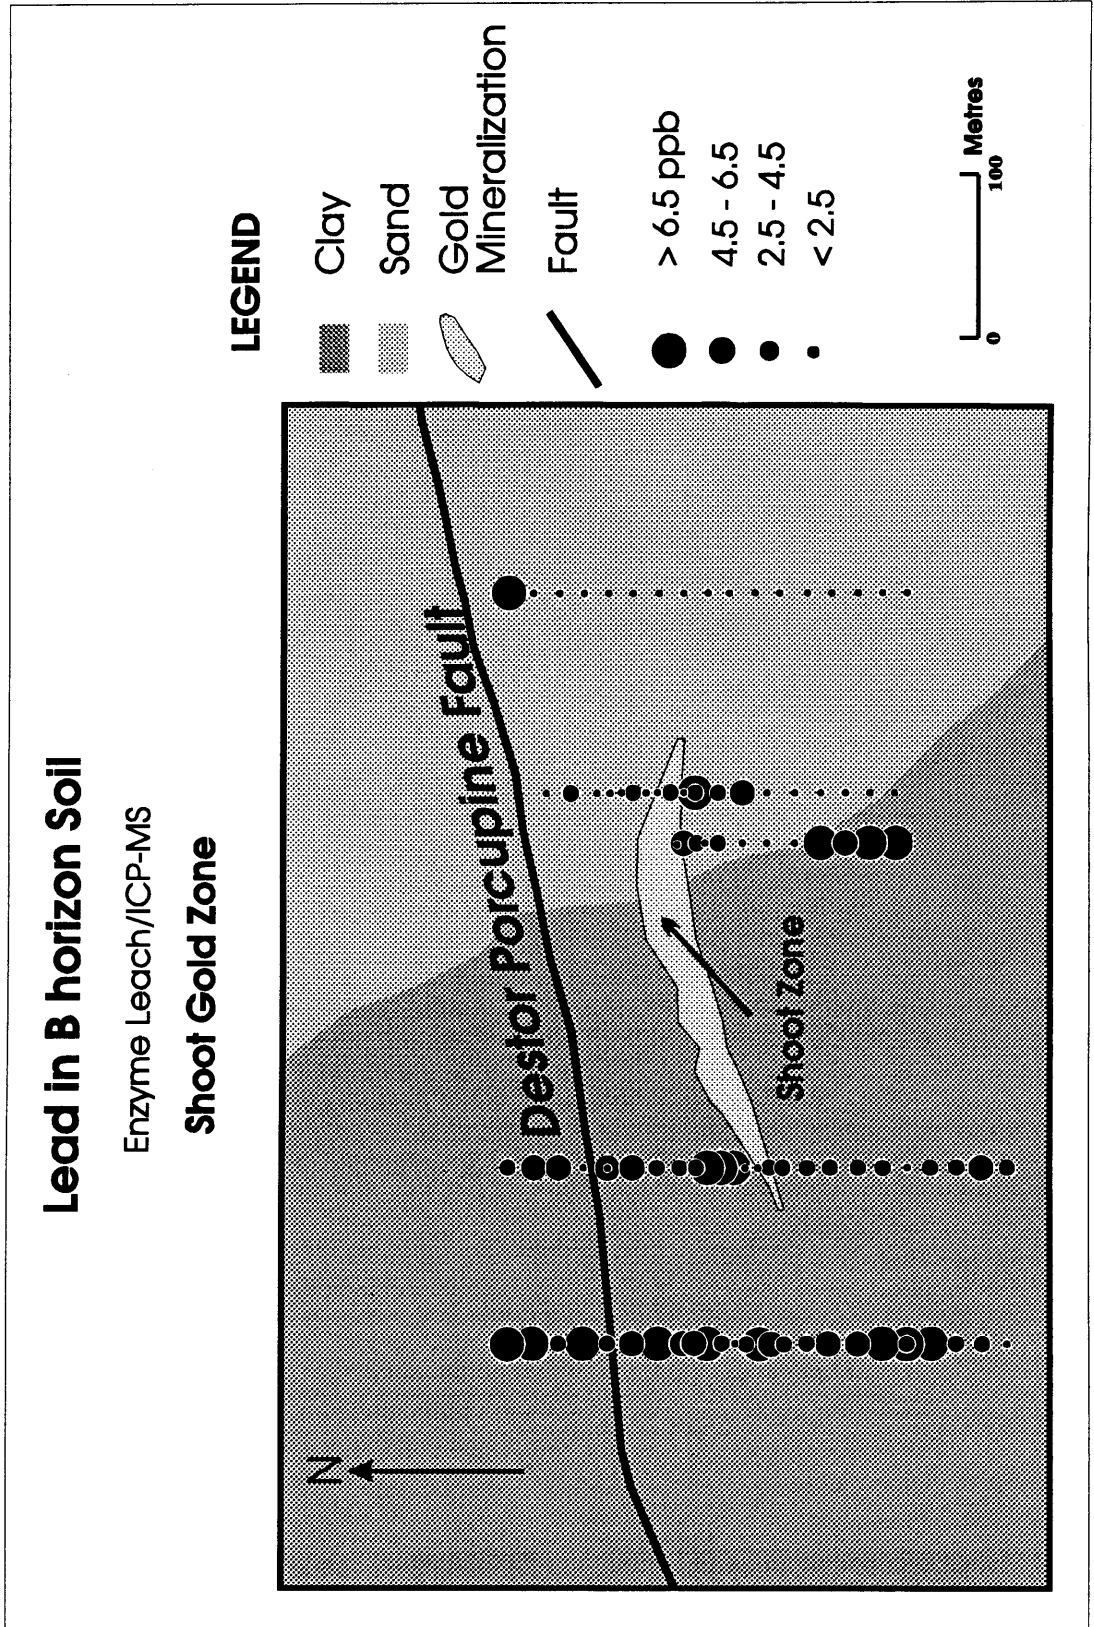 Lead in B horizon Soil
Enzyme Leach/ICP-MS
Shoot Gold Zone
N
Destor Porcupine Fault
Shoot Zone
LEGEND
Clay
Sand
Gold
Mineralization
Fault
> 6.5 ppb
4.5 - 6.5
2.5 - 4.5
< 2.5
0
100
Metres